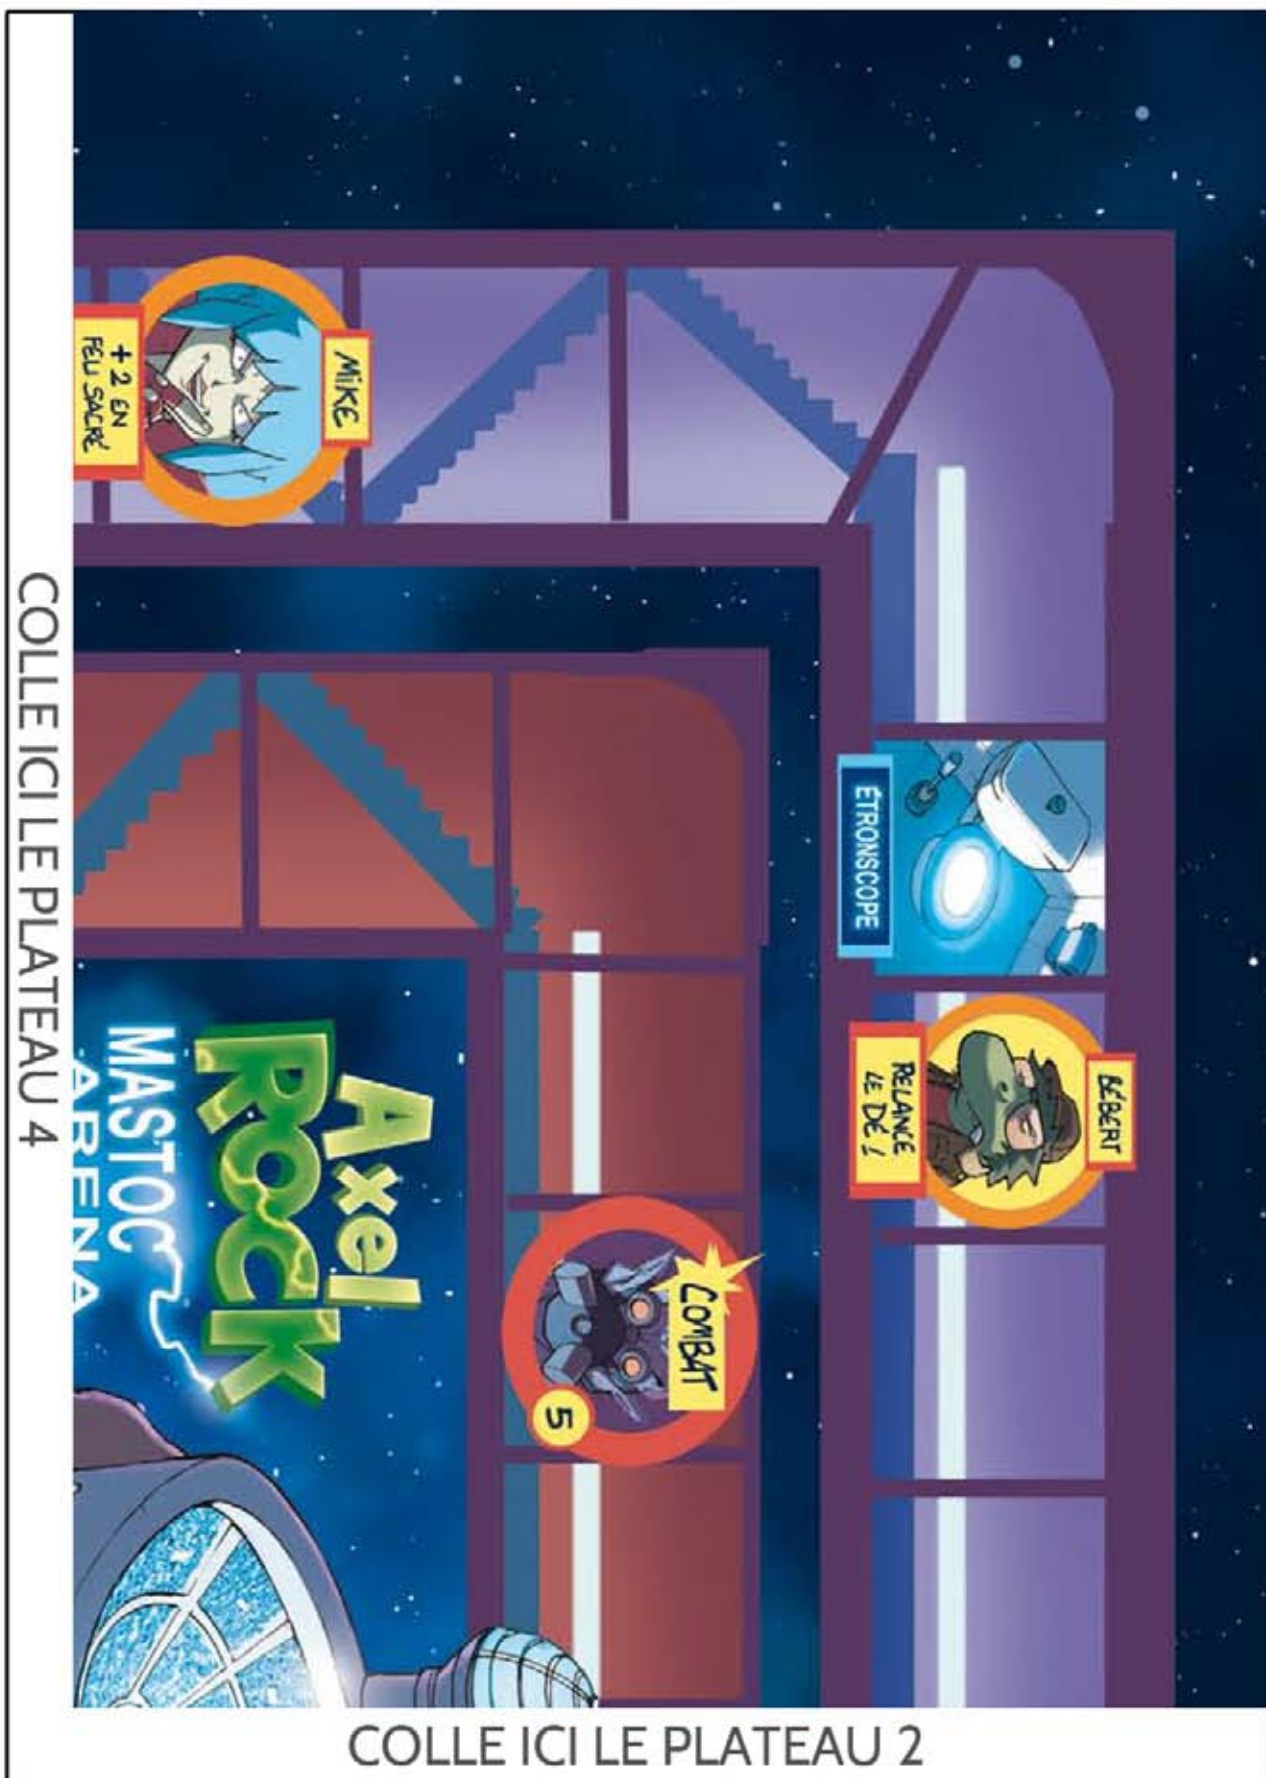 BÉBERT
RELANCE
LE DÉ !
ÉTRONSCOPE
MIKE
+ 2 EN
FEU SACRÉ
COMBAT
5
Axel
ROCK
MASTOC
ARENA
COLLE ICI LE PLATEAU 4
COLLE ICI LE PLATEAU 2